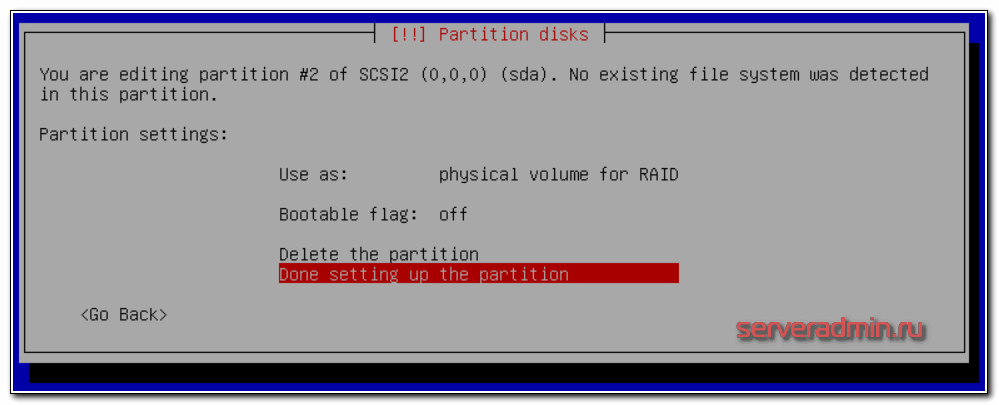 [!!] Partition disks
You are editing partition #2 of SCSI2 (0,0,0) (sda). No existing file system was detected
in this partition.
Partition settings:
Use as: physical volume for RAID
Bootable flag: off
Delete the partition
Done setting up the partition
<Go Back>
serveradmin.ru